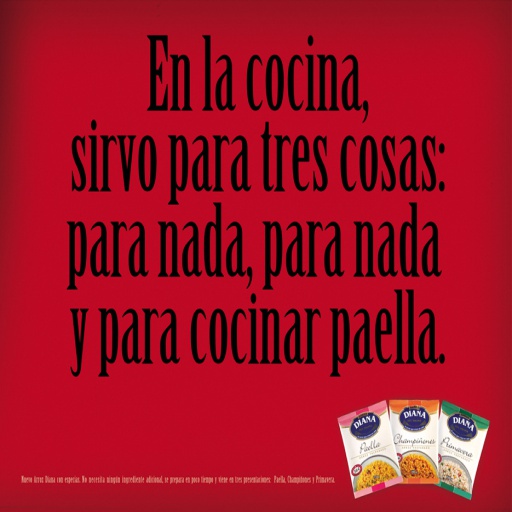 En la cocina,
sirvo para tres cosas:
para nada, para nada
y para cocinar paella.
DIANA
Paella
DIANA
Champiñones
DIANA
Primavera
Nuevo Arroz Diana con especias. No necesita ningún ingrediente adicional, se prepara en poco tiempo y viene en tres presentaciones: Paella, Champiñones y Primavera.